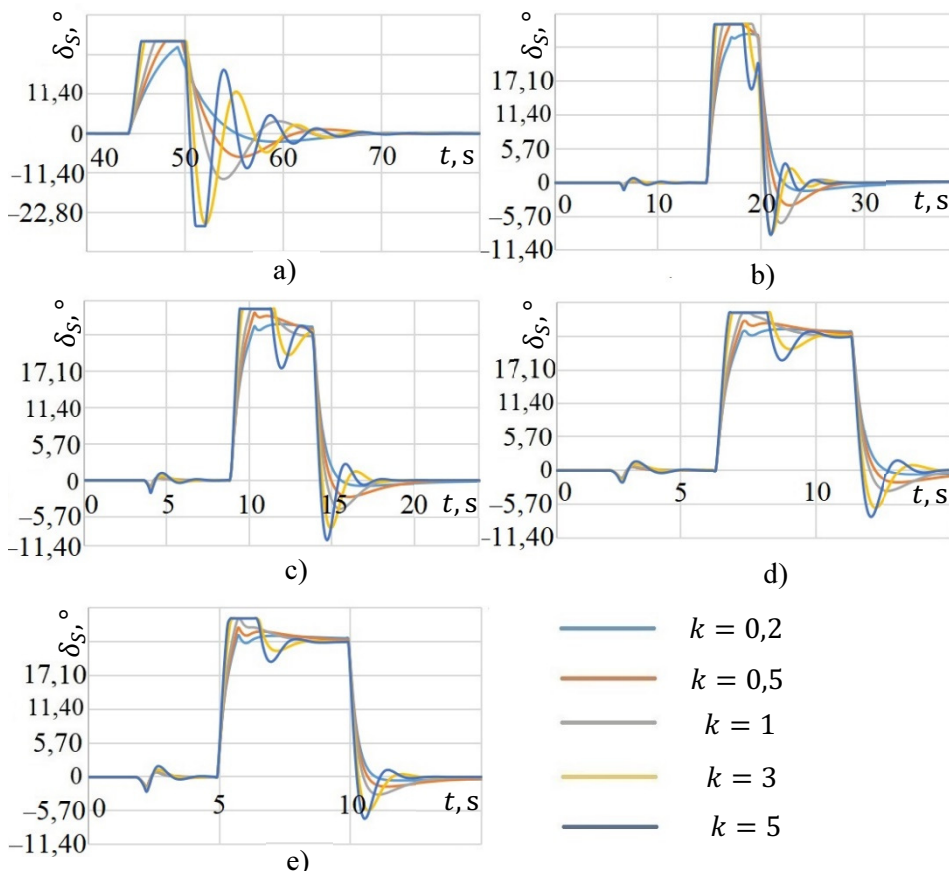 δS, °
11,40
0
−11,40
−22,80
40 50 60 70 t, s
a)
δS, °
17,10
11,40
5,70
0
−5,70
−11,40
0 10 20 30 t, s
b)
δS, °
17,10
11,40
5,70
0
−5,70
−11,40
0 5 10 15 20 t, s
c)
δS, °
17,10
11,40
5,70
0
−5,70
−11,40
0 5 10 t, s
d)
δS, °
17,10
11,40
5,70
0
−5,70
−11,40
0 5 10 t, s
e)
k = 0,2
k = 0,5
k = 1
k = 3
k = 5